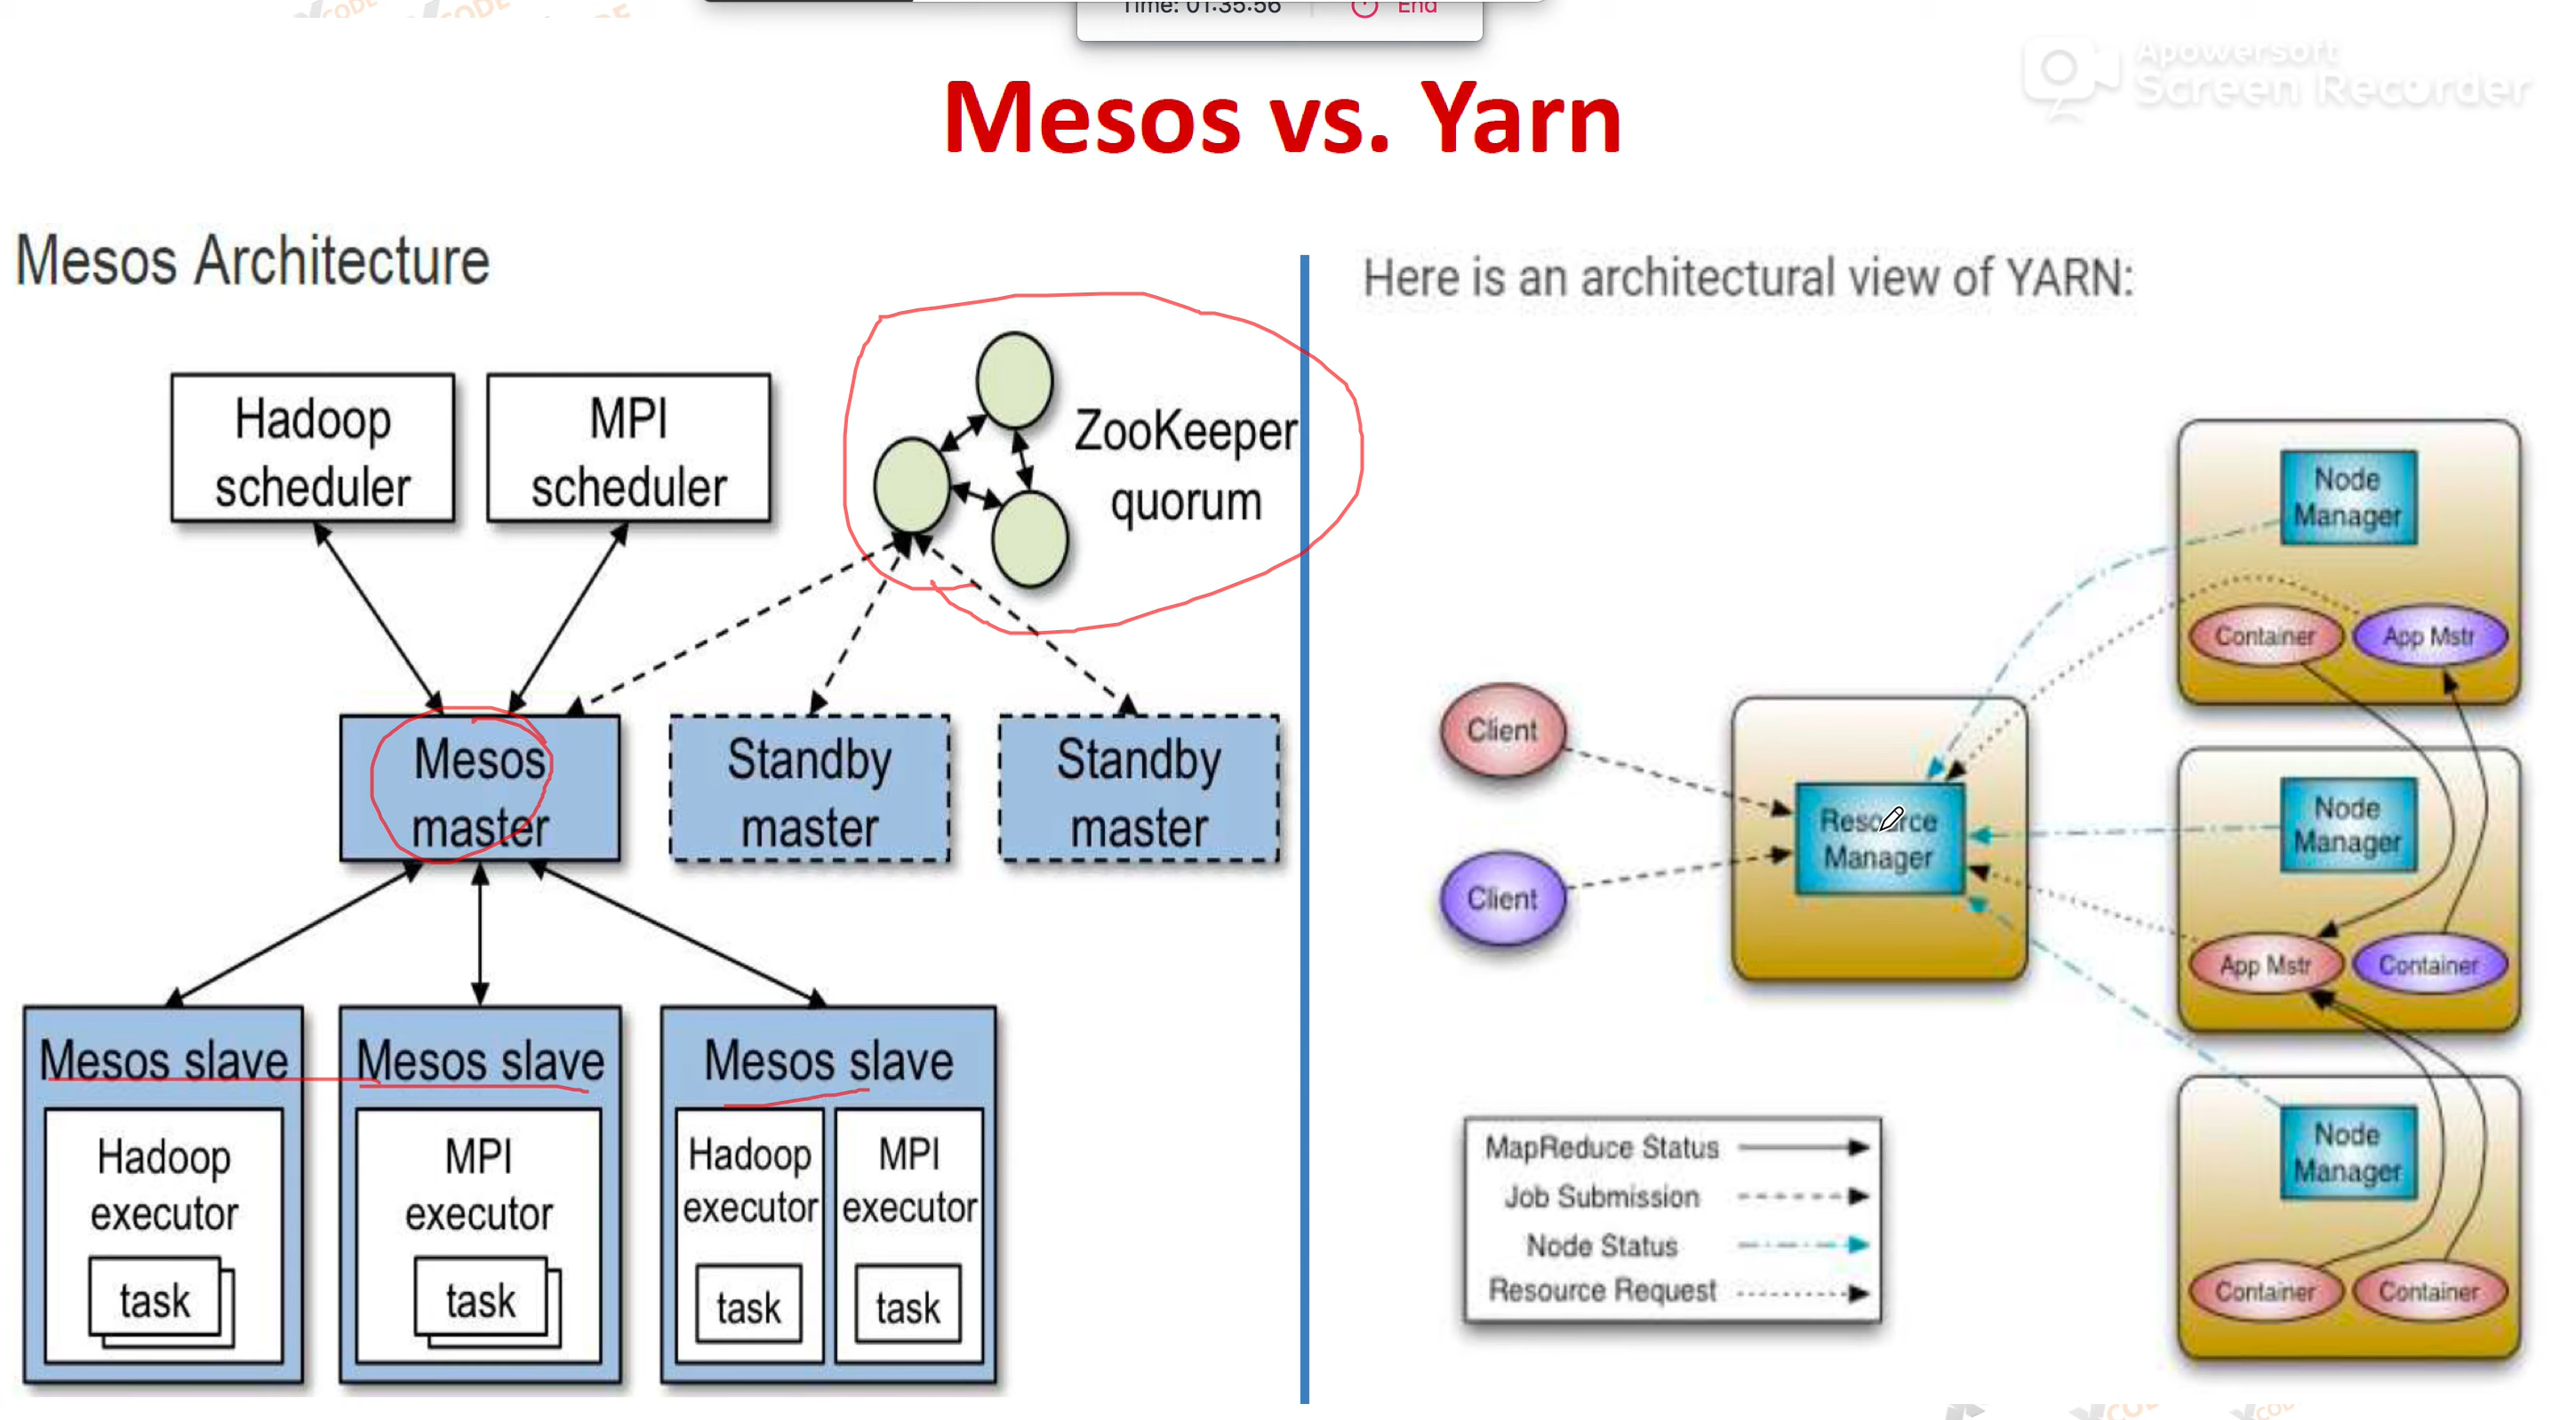 CODE
CODE
DE
Time: 01:35:56
End
Apowersoft
Screen Recorder
Mesos vs. Yarn
Mesos Architecture
Hadoop
scheduler
MPI
scheduler
ZooKeeper
quorum
Mesos
master
Standby
master
Standby
master
Mesos slave
Hadoop
executor
task
Mesos slave
MPI
executor
task
Mesos slave
Hadoop
executor
task
MPI
executor
task
Here is an architectural view of YARN:
Client
Client
Resource
Manager
Node
Manager
Container
App Mstr
Node
Manager
App Mstr
Container
Node
Manager
Container
Container
MapReduce Status
Job Submission
Node Status
Resource Request